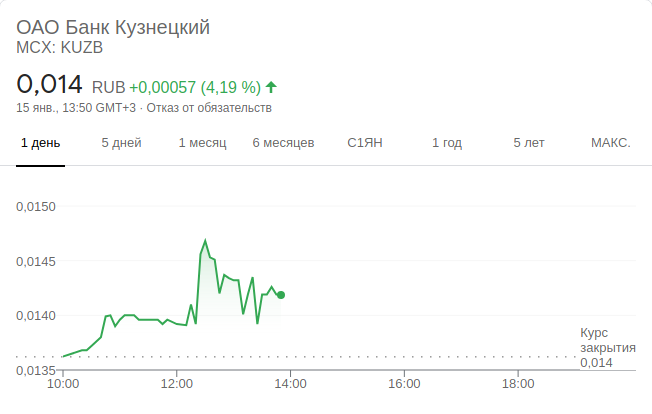 ОАО Банк Кузнецкий
MCX: KUZB
0,014 RUB +0,00057 (4,19 %)
15 янв., 13:50 GMT+3 · Отказ от обязательств
1 день 5 дней 1 месяц 6 месяцев С1ЯН 1 год 5 лет МАКС.
0,0150
0,0145
0,0140
0,0135
Курс
закрытия
0,014
10:00 12:00 14:00 16:00 18:00